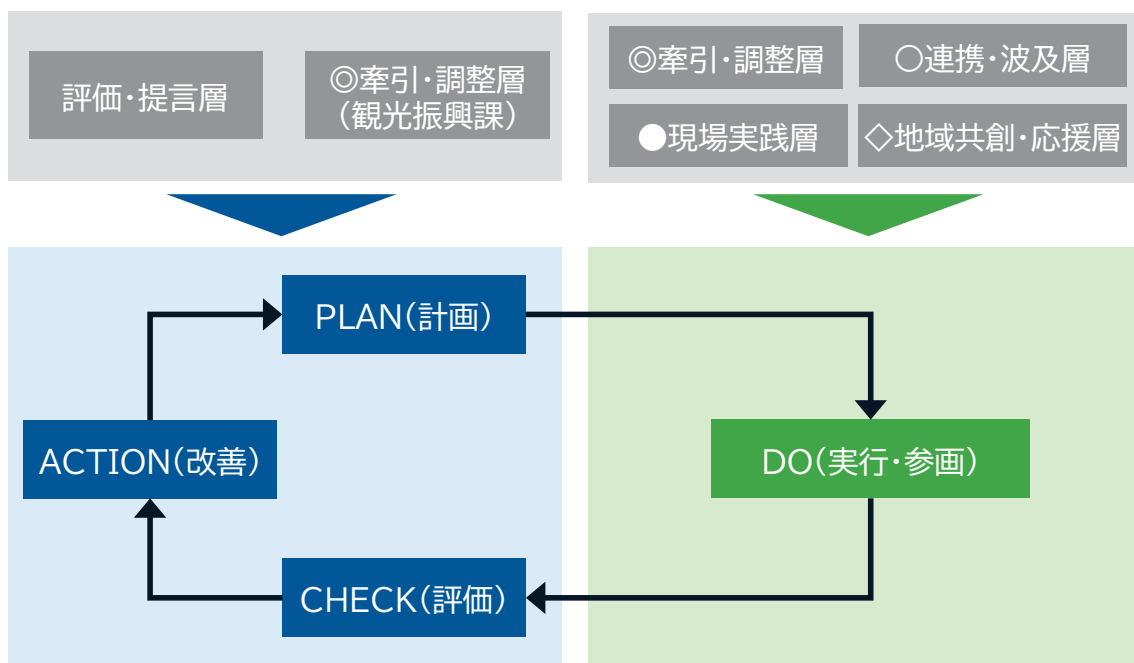 評価・提言層
◎牽引・調整層
(観光振興課)
◎牽引・調整層
○連携・波及層
●現場実践層
◇地域共創・応援層
PLAN(計画)
ACTION(改善)
DO(実行・参画)
CHECK(評価)